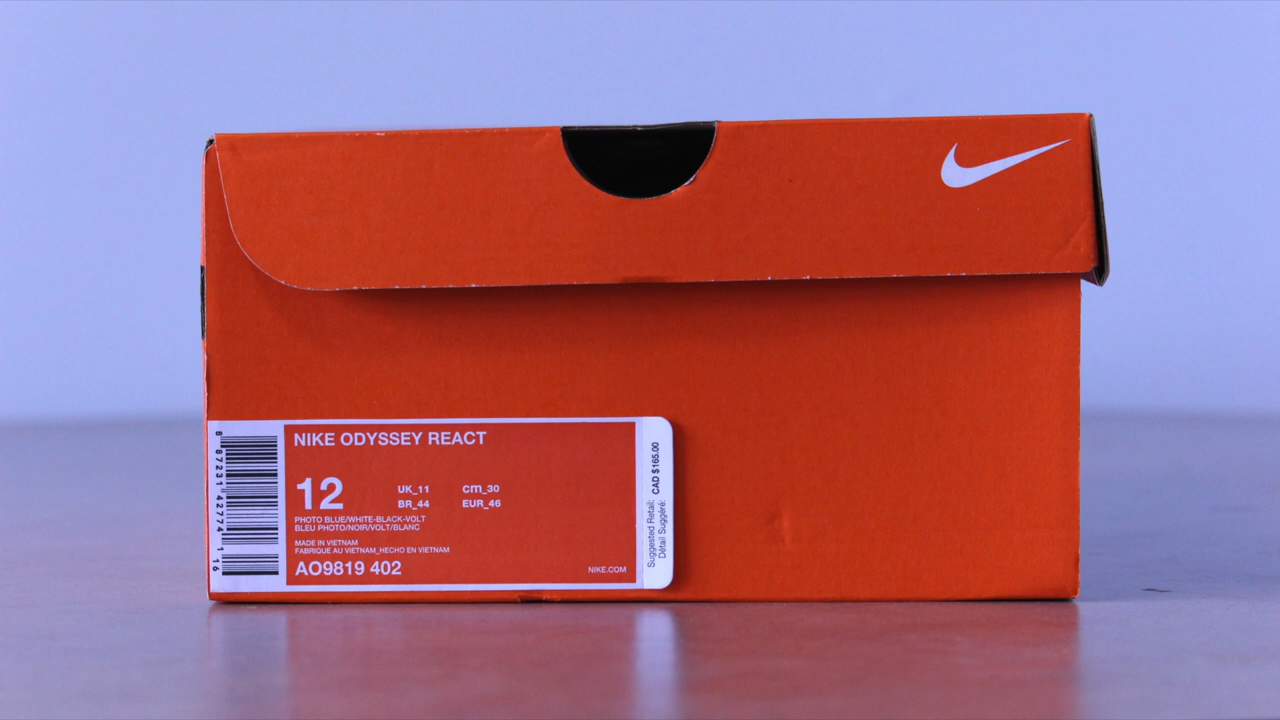 NIKE ODYSSEY REACT
12
UK_11 cm_30
BR_44 EUR_46
PHOTO BLUE/WHITE-BLACK-VOLT
BLEU PHOTO/NOIR/VOLT/BLANC
MADE IN VIETNAM
FABRIQUE AU VIETNAM_HECHO EN VIETNAM
AO9819 402
NIKE.COM
8 87231 42774 1 16
Suggested Retail: CAD $165.00
Détail Suggéré: